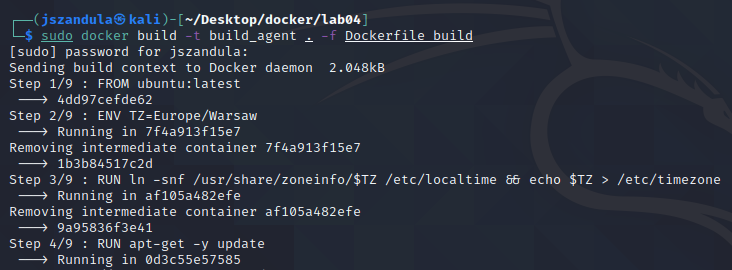 ┌──(jszandula㉿kali)-[~/Desktop/docker/lab04]
└─$ sudo docker build -t build_agent . -f Dockerfile_build
[sudo] password for jszandula:
Sending build context to Docker daemon  2.048kB
Step 1/9 : FROM ubuntu:latest
 ---> 4dd97cefde62
Step 2/9 : ENV TZ=Europe/Warsaw
 ---> Running in 7f4a913f15e7
Removing intermediate container 7f4a913f15e7
 ---> 1b3b84517c2d
Step 3/9 : RUN ln -snf /usr/share/zoneinfo/$TZ /etc/localtime && echo $TZ > /etc/timezone
 ---> Running in af105a482efe
Removing intermediate container af105a482efe
 ---> 9a95836f3e41
Step 4/9 : RUN apt-get -y update
 ---> Running in 0d3c55e57585